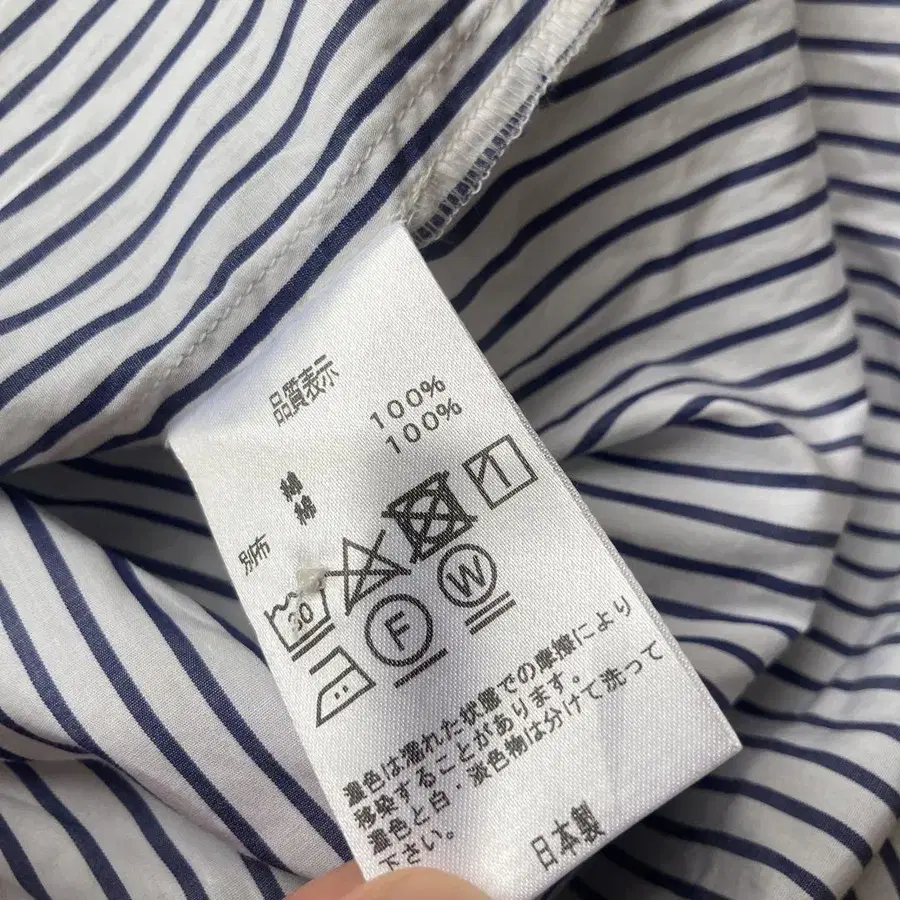 品質表示
綿 100%
別布 綿 100%
30
F
W
濃色は濡れた状態での摩擦により
移染することがあります。
濃色と白・淡色物は分けて洗って
下さい。
日本製